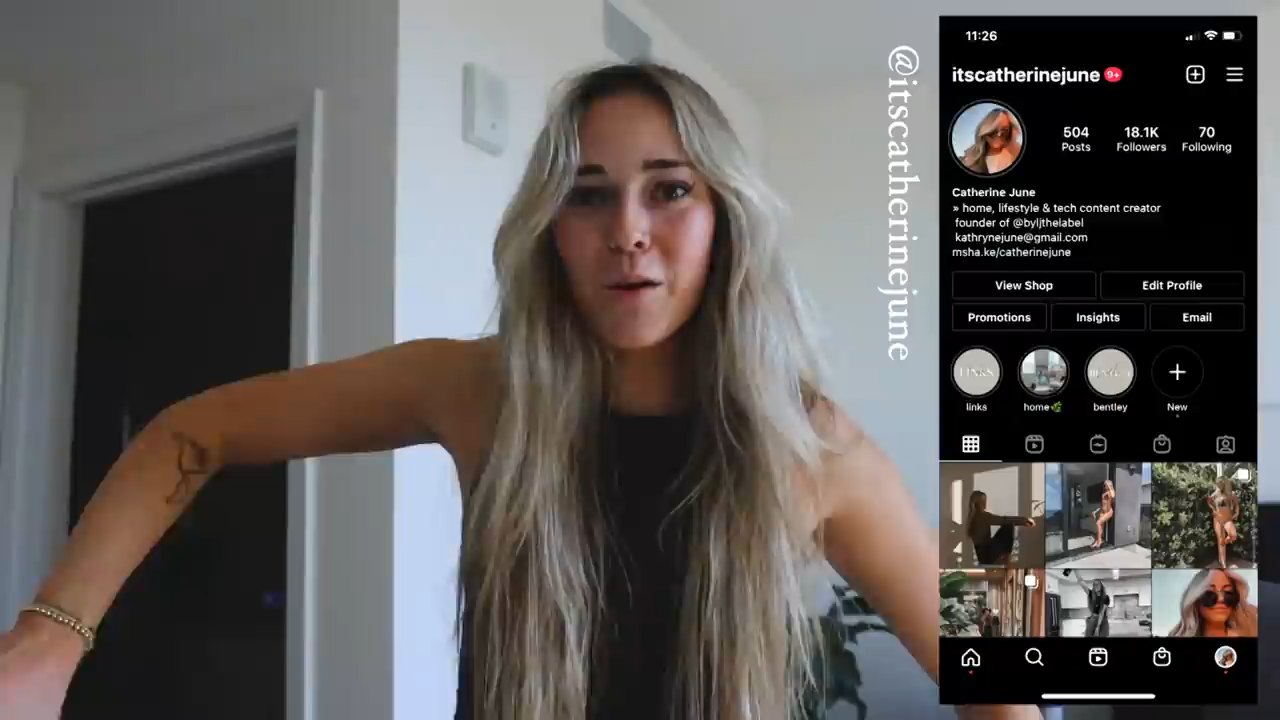 @itscatherinejune
11:26
itscatherinejune 9+
504 18.1K 70
Posts Followers Following
Catherine June
» home, lifestyle & tech content creator
founder of @byljthelabel
kathrynejune@gmail.com
msha.ke/catherinejune
View Shop Edit Profile
Promotions Insights Email
LINKS
links home🌿 bentley New